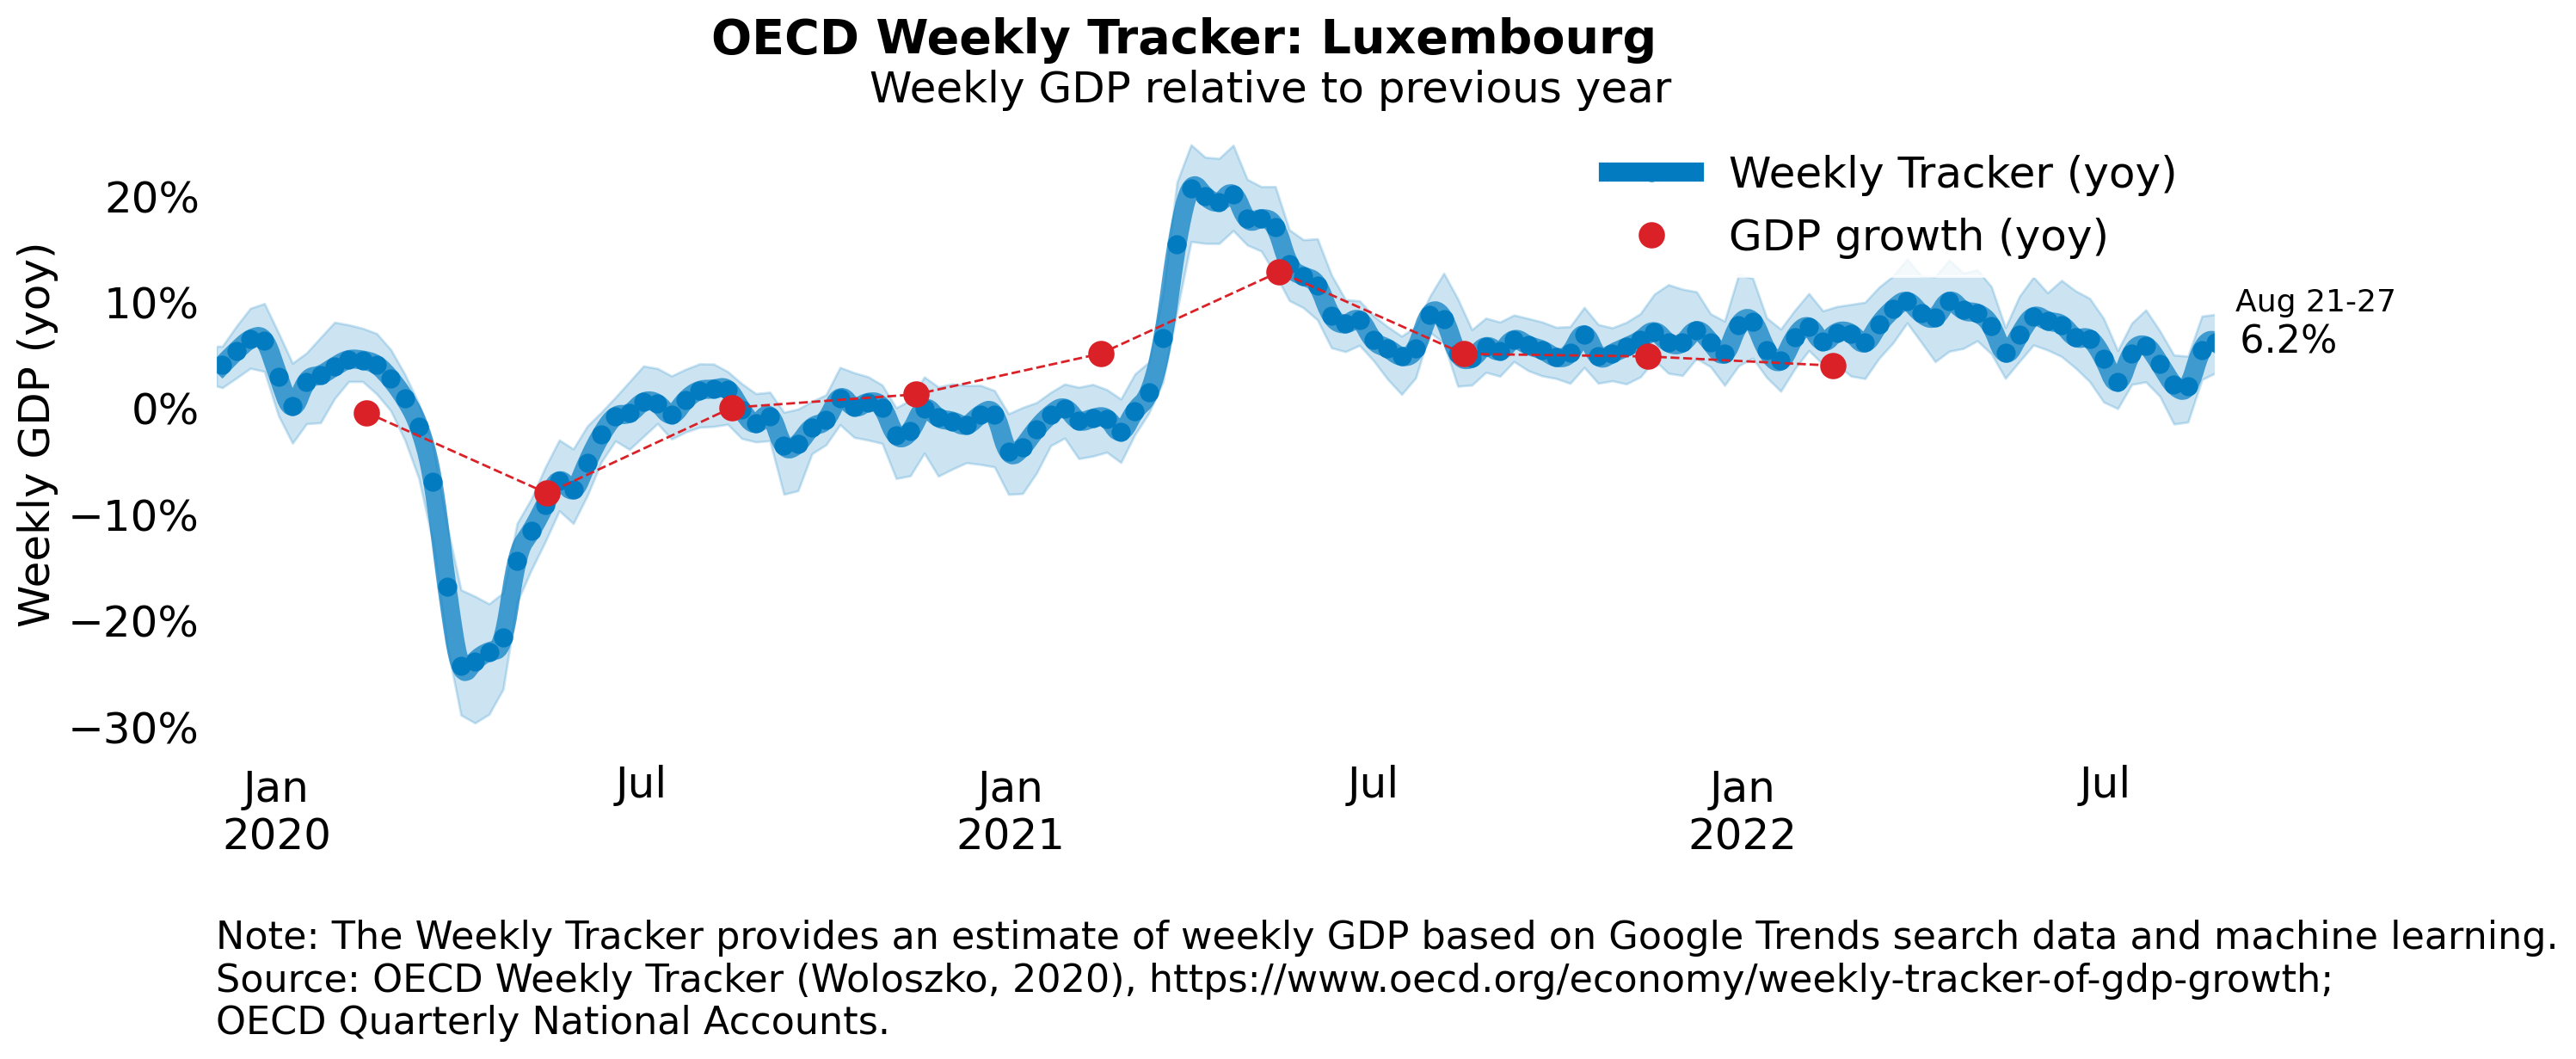 OECD Weekly Tracker: Luxembourg
Weekly GDP relative to previous year
Weekly Tracker (yoy)
GDP growth (yoy)
Weekly GDP (yoy)
20%
10%
0%
−10%
−20%
−30%
Aug 21-27
6.2%
Jan
2020
Jul
Jan
2021
Jul
Jan
2022
Jul
Note: The Weekly Tracker provides an estimate of weekly GDP based on Google Trends search data and machine learning.
Source: OECD Weekly Tracker (Woloszko, 2020), https://www.oecd.org/economy/weekly-tracker-of-gdp-growth;
OECD Quarterly National Accounts.